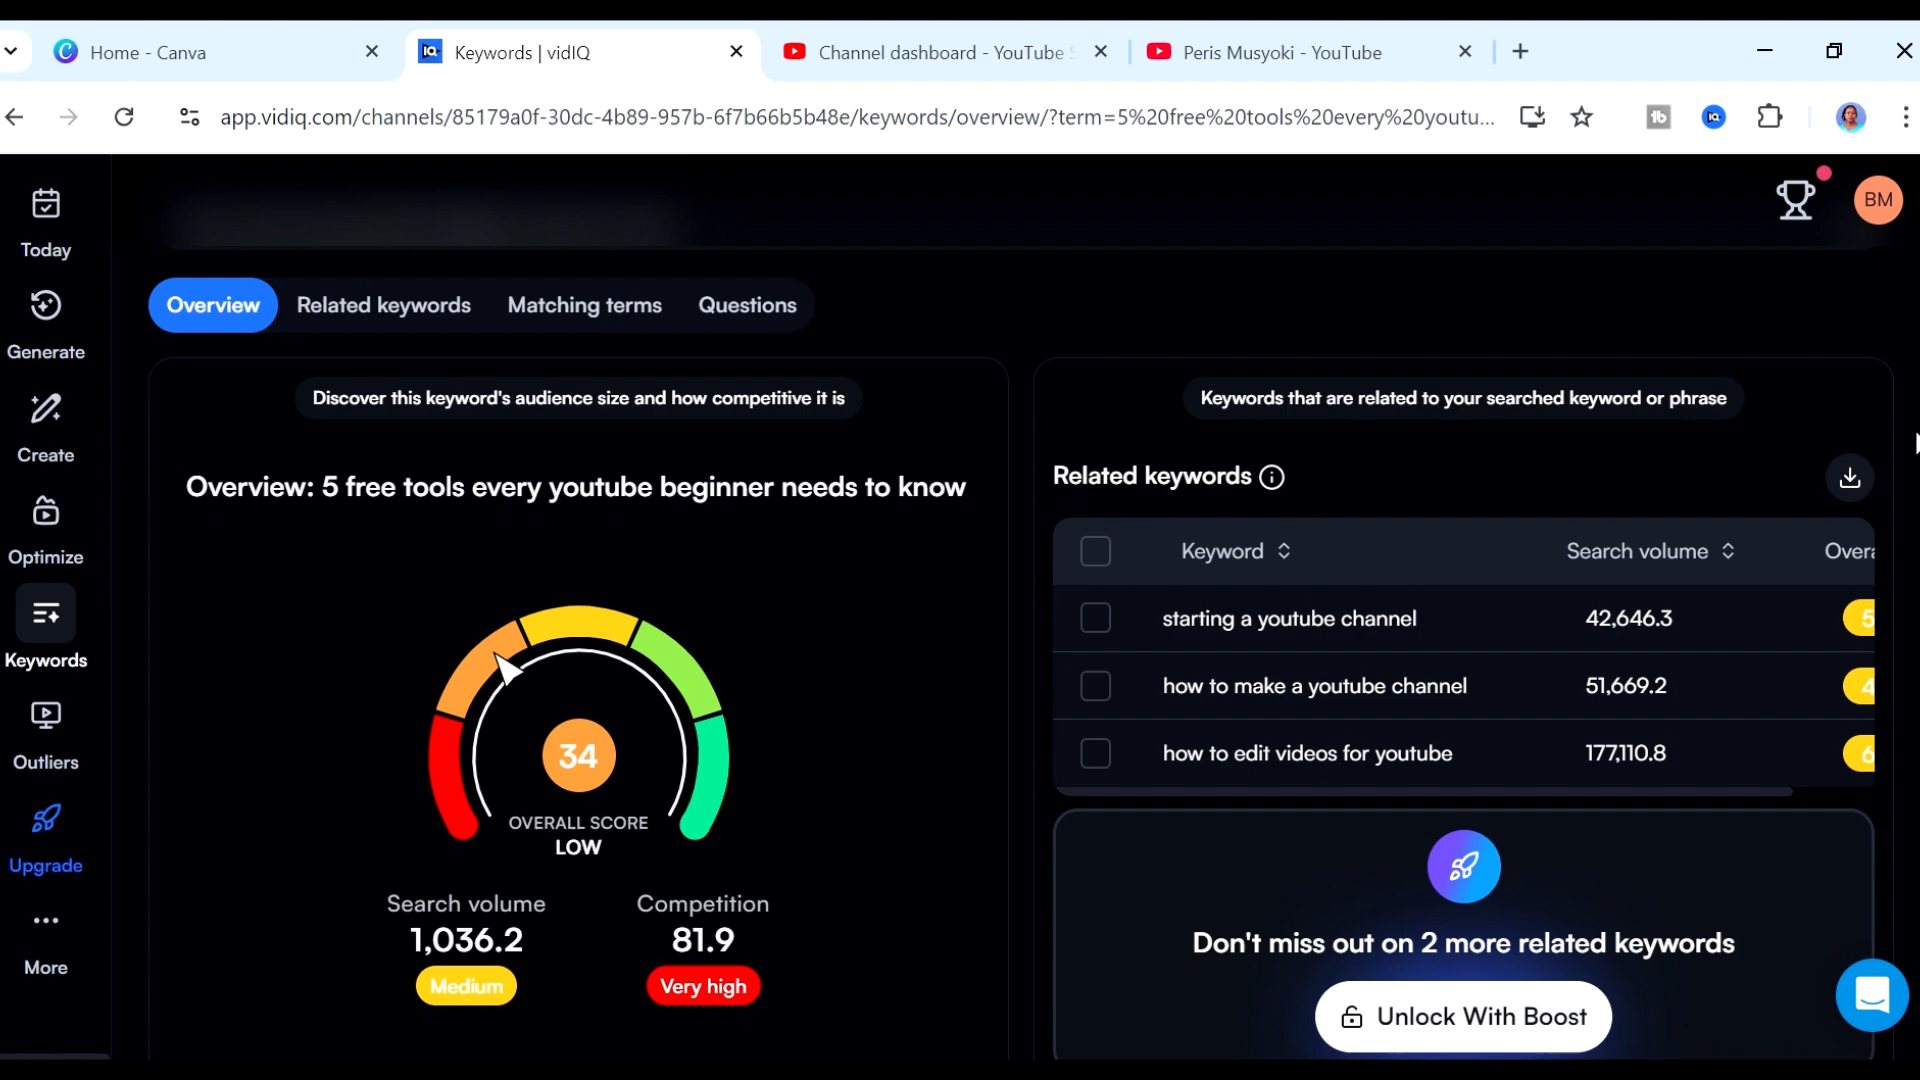 Home - Canva
Keywords | vidIQ
Channel dashboard - YouTube
Peris Musyoki - YouTube
app.vidiq.com/channels/85179a0f-30dc-4b89-957b-6f7b66b5b48e/keywords/overview/?term=5%20free%20tools%20every%20youtu...
BM
Today
Generate
Create
Optimize
Keywords
Outliers
Upgrade
More
Overview
Related keywords
Matching terms
Questions
Discover this keyword's audience size and how competitive it is
Overview: 5 free tools every youtube beginner needs to know
34
OVERALL SCORE
LOW
Search volume
1,036.2
Medium
Competition
81.9
Very high
Keywords that are related to your searched keyword or phrase
Related keywords
Keyword
Search volume
starting a youtube channel
42,646.3
how to make a youtube channel
51,669.2
how to edit videos for youtube
177,110.8
Don't miss out on 2 more related keywords
Unlock With Boost